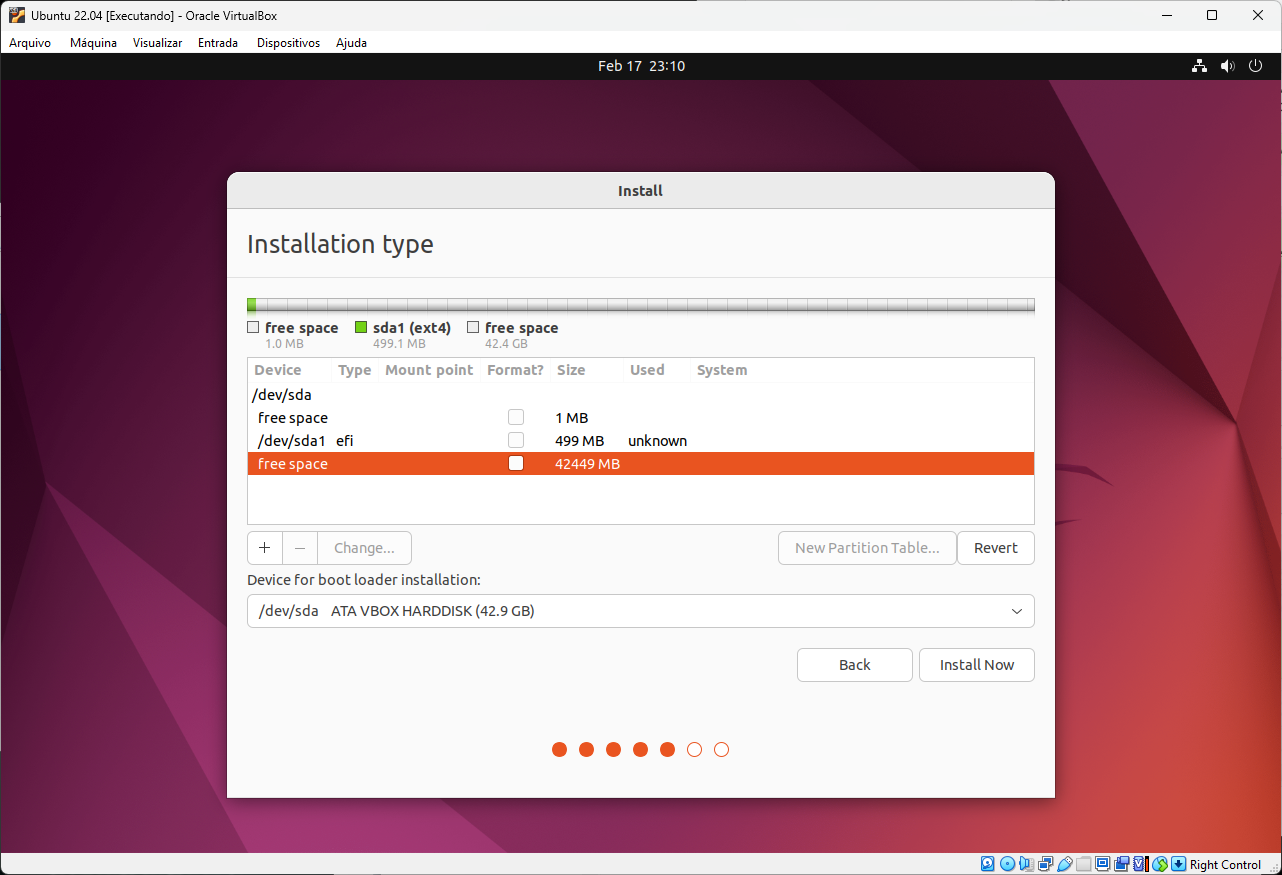 Ubuntu 22.04 [Executando] - Oracle VirtualBox
Arquivo Máquina Visualizar Entrada Dispositivos Ajuda
Feb 17 23:10
Install
Installation type
free space sda1 (ext4) free space
1.0 MB 499.1 MB 42.4 GB
Device Type Mount point Format? Size Used System
/dev/sda
free space 1 MB
/dev/sda1 efi 499 MB unknown
free space 42449 MB
+ – Change... New Partition Table... Revert
Device for boot loader installation:
/dev/sda ATA VBOX HARDDISK (42.9 GB)
Back Install Now
Right Control